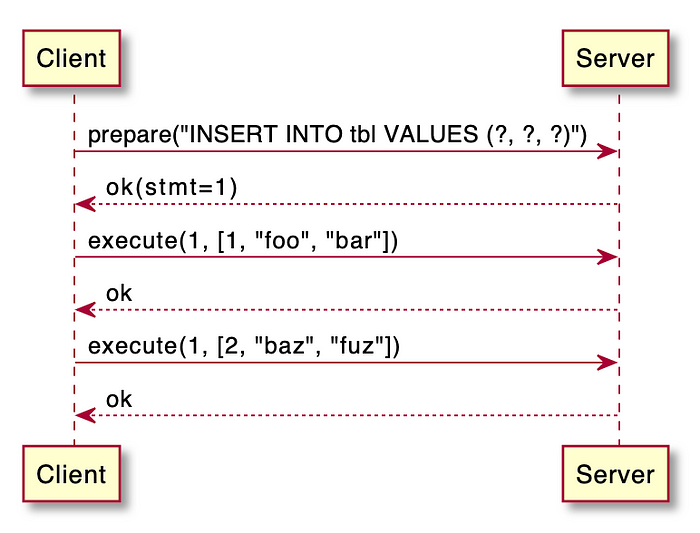 Client Server
prepare("INSERT INTO tbl VALUES (?, ?, ?)")
ok(stmt=1)
execute(1, [1, "foo", "bar"])
ok
execute(1, [2, "baz", "fuz"])
ok
Client Server